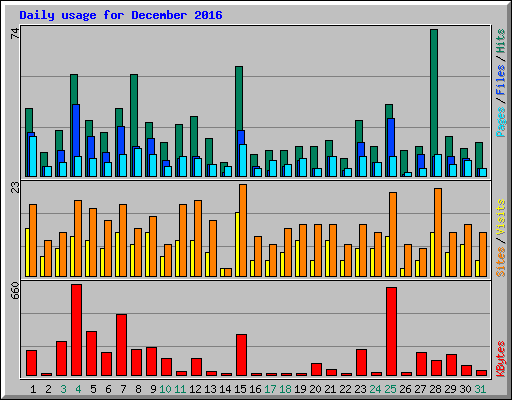 Daily usage for December 2016
74
Pages / Files / Hits
23
Sites / Visits
660
KBytes
1 2 3 4 5 6 7 8 9 10 11 12 13 14 15 16 17 18 19 20 21 22 23 24 25 26 27 28 29 30 31